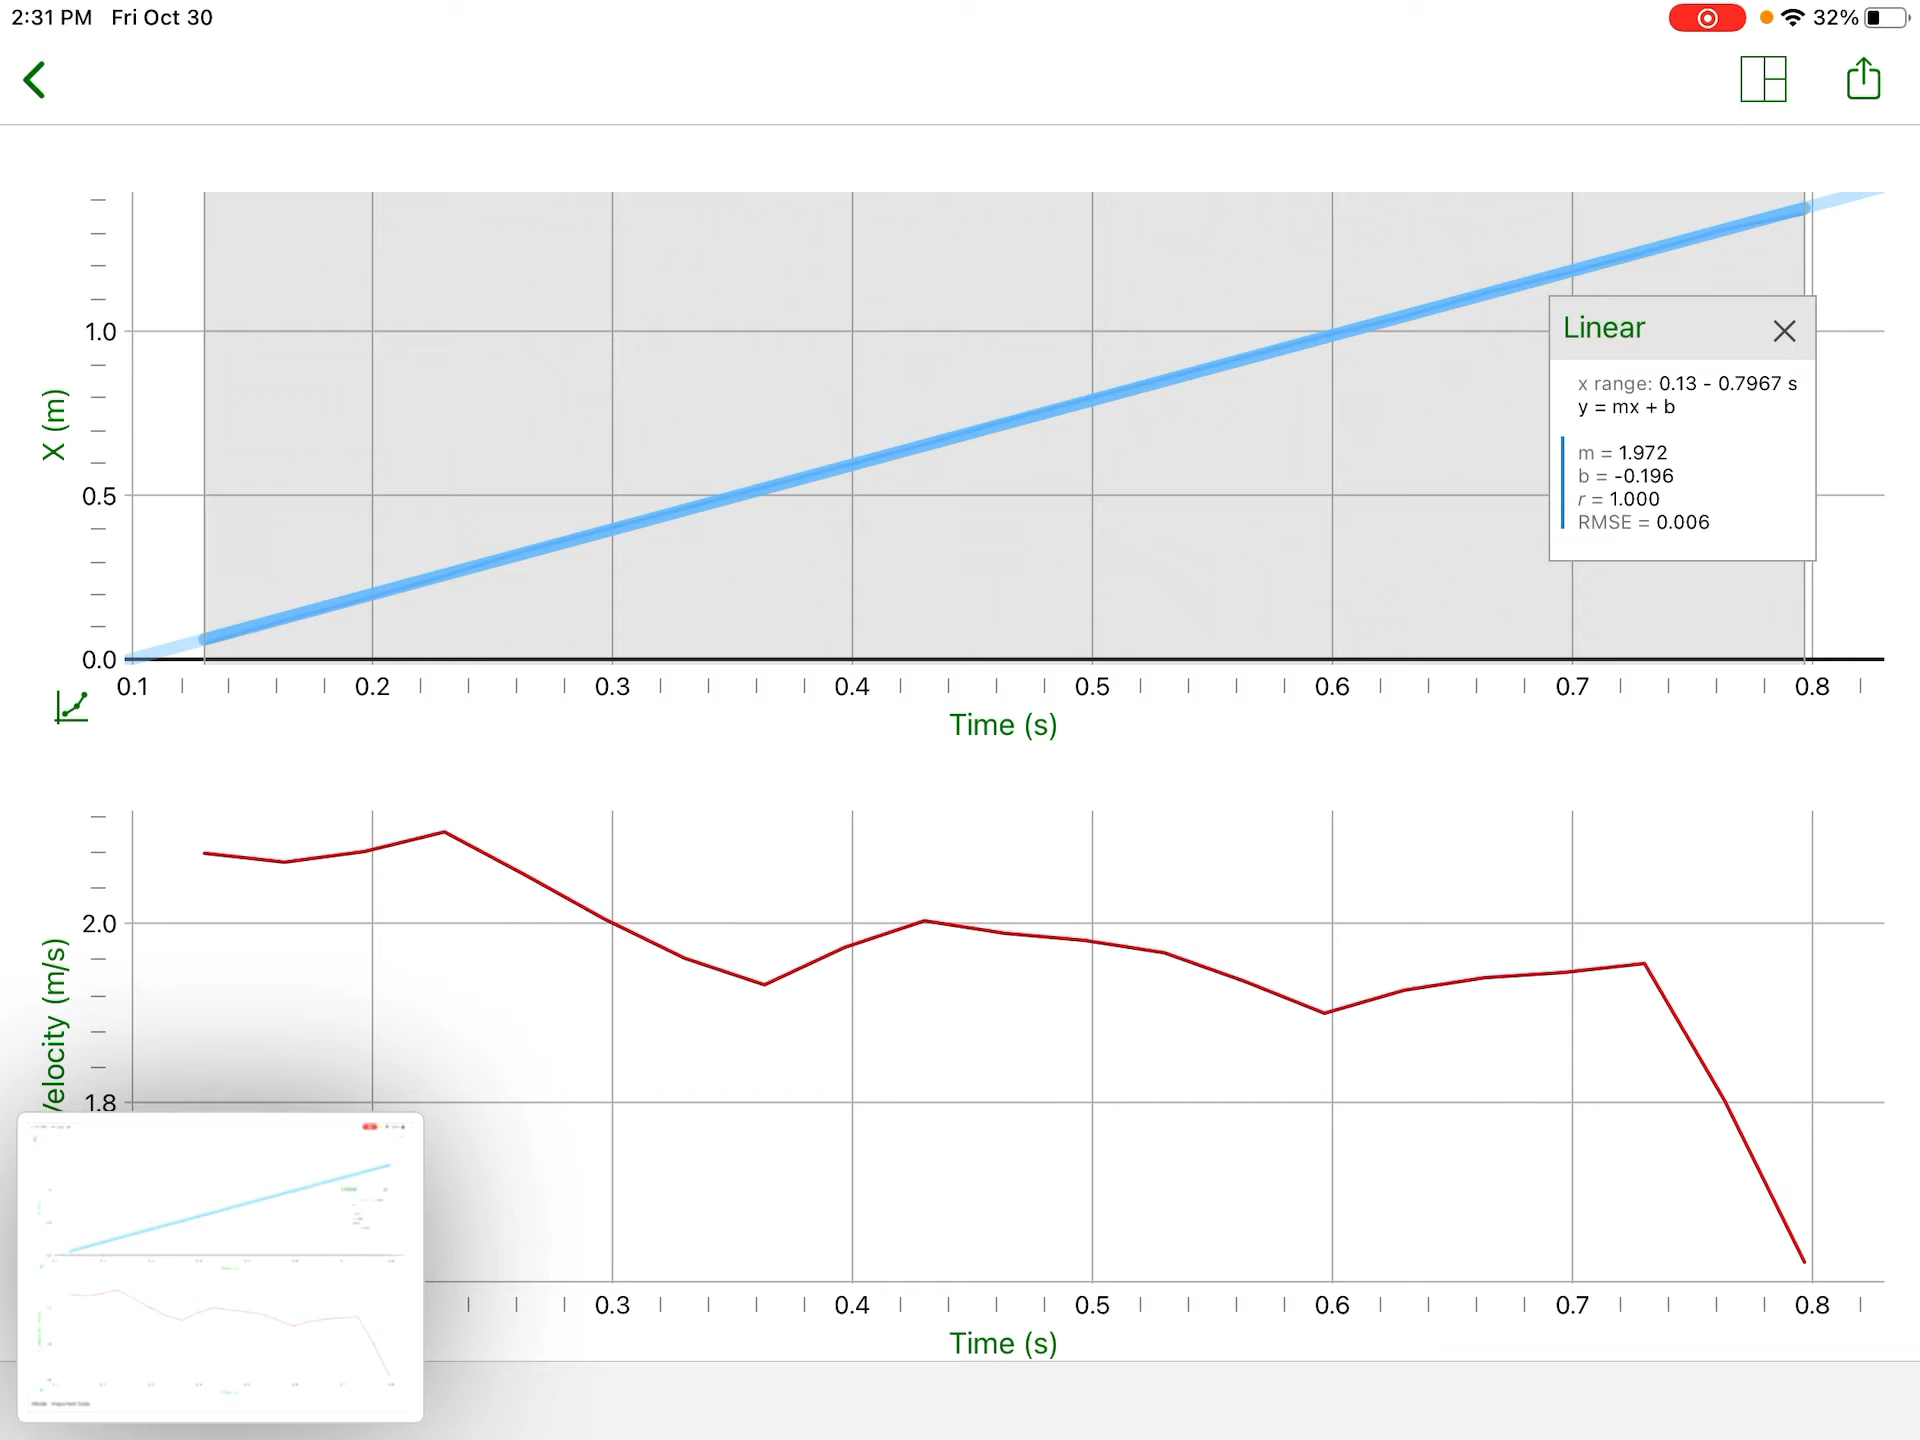 2:31 PM Fri Oct 30
32%
1.0
0.5
0.0
X (m)
Linear
x range: 0.13 - 0.7967 s
y = mx + b
m = 1.972
b = -0.196
r = 1.000
RMSE = 0.006
0.1 0.2 0.3 0.4 0.5 0.6 0.7 0.8
Time (s)
2.0
1.8
Velocity (m/s)
0.3 0.4 0.5 0.6 0.7 0.8
Time (s)